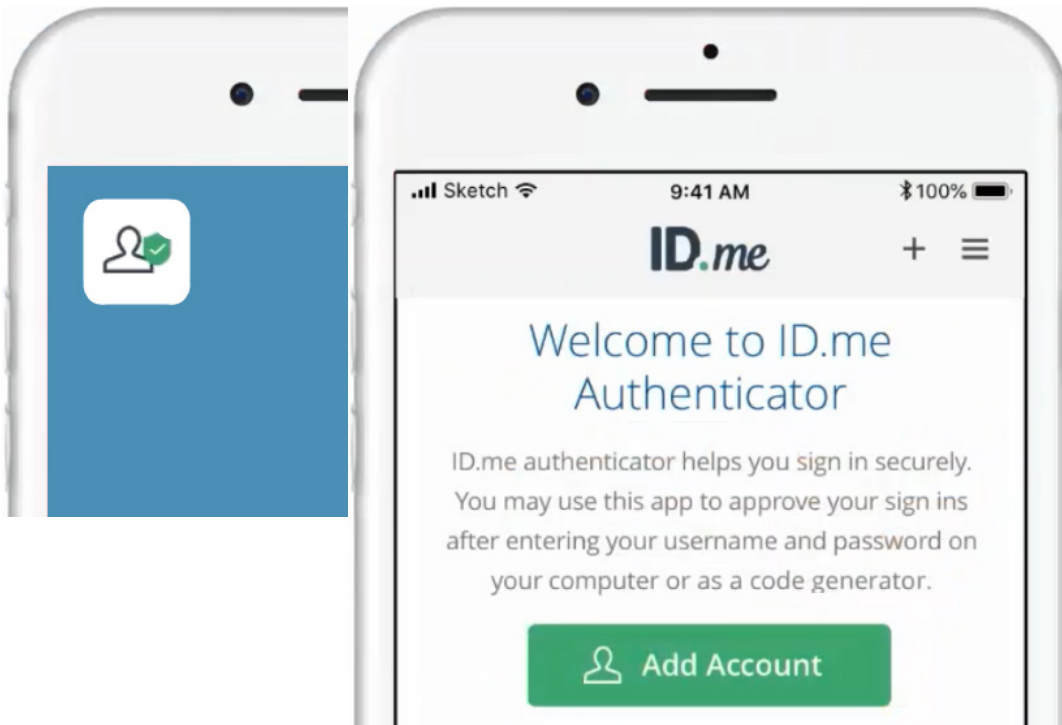 Sketch 9:41 AM 100%
ID.me
Welcome to ID.me
Authenticator
ID.me authenticator helps you sign in securely.
You may use this app to approve your sign ins
after entering your username and password on
your computer or as a code generator.
Add Account